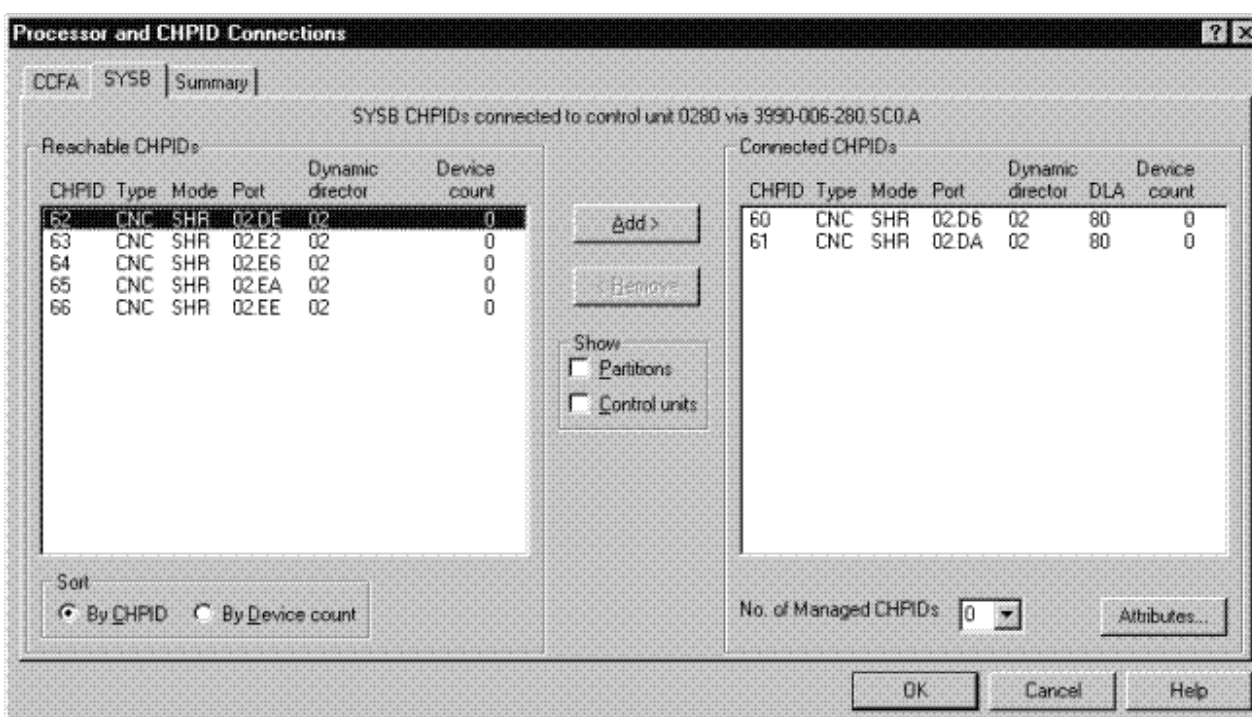 Processor and CHPID Connections
CCFA SYSB Summary
SYSB CHPIDs connected to control unit 0280 via 3990-006-280.SC0.A
Reachable CHPIDs
Dynamic Device
CHPID Type Mode Port director count
62 CNC SHR 02.DE 02 0
63 CNC SHR 02.E2 02 0
64 CNC SHR 02.E6 02 0
65 CNC SHR 02.EA 02 0
66 CNC SHR 02.EE 02 0
Sort
By CHPID By Device count
Add >
< Remove
Show
Partitions
Control units
Connected CHPIDs
Dynamic Device
CHPID Type Mode Port director DLA count
60 CNC SHR 02.D6 02 80 0
61 CNC SHR 02.DA 02 80 0
No. of Managed CHPIDs 0 Attributes...
OK Cancel Help